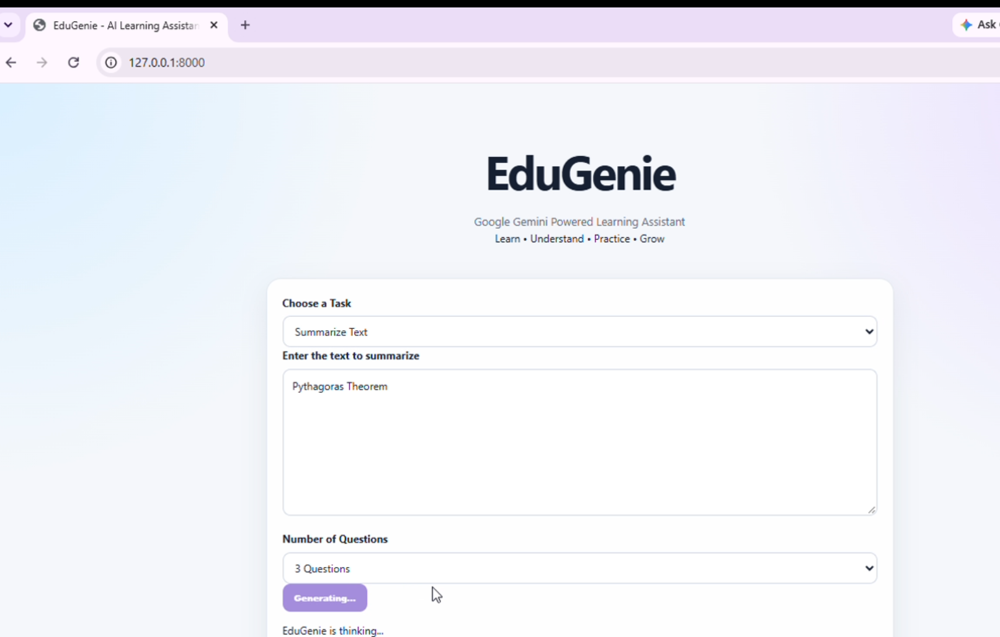 EduGenie - AI Learning Assistan
Ask
127.0.0.1:8000
EduGenie
Google Gemini Powered Learning Assistant
Learn • Understand • Practice • Grow
Choose a Task
Summarize Text
Enter the text to summarize
Pythagoras Theorem
Number of Questions
3 Questions
Generating...
EduGenie is thinking...